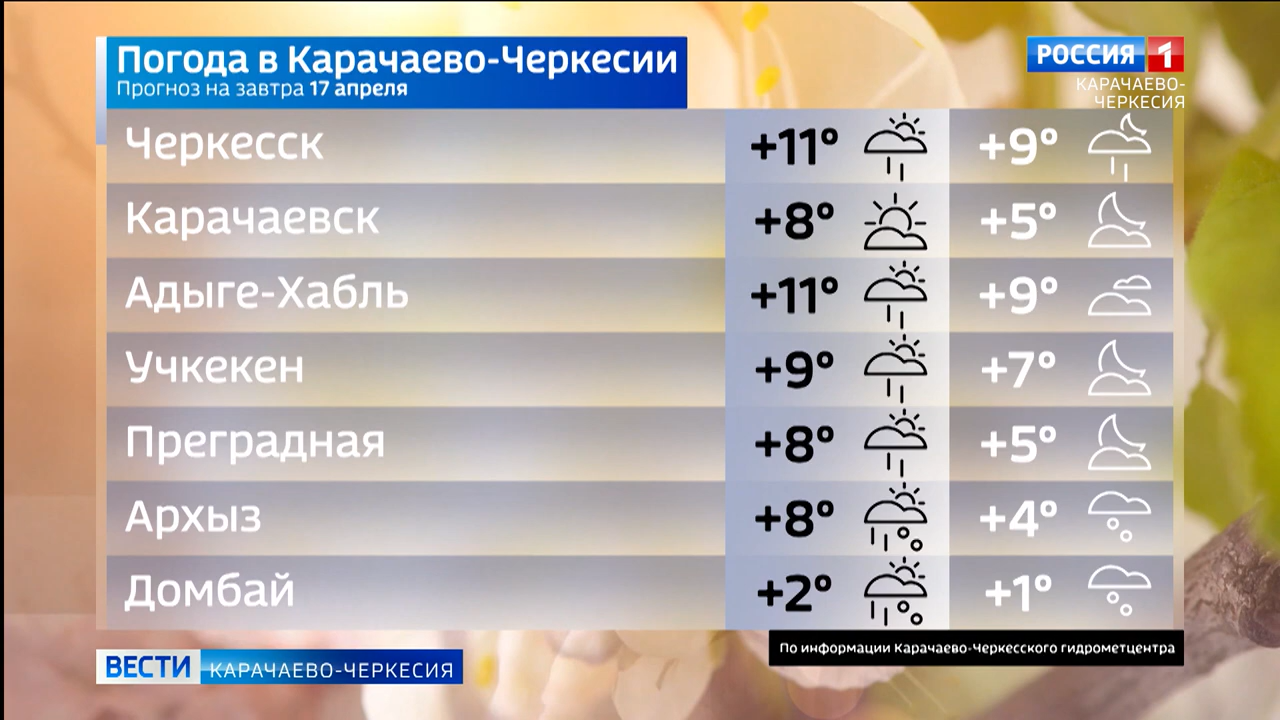 Погода в Карачаево-Черкесии
Прогноз на завтра 17 апреля
РОССИЯ 1
КАРАЧАЕВО-
ЧЕРКЕСИЯ
Черкесск +11° +9°
Карачаевск +8° +5°
Адыге-Хабль +11° +9°
Учкекен +9° +7°
Преградная +8° +5°
Архыз +8° +4°
Домбай +2° +1°
По информации Карачаево-Черкесского гидрометцентра
ВЕСТИ КАРАЧАЕВО-ЧЕРКЕСИЯ